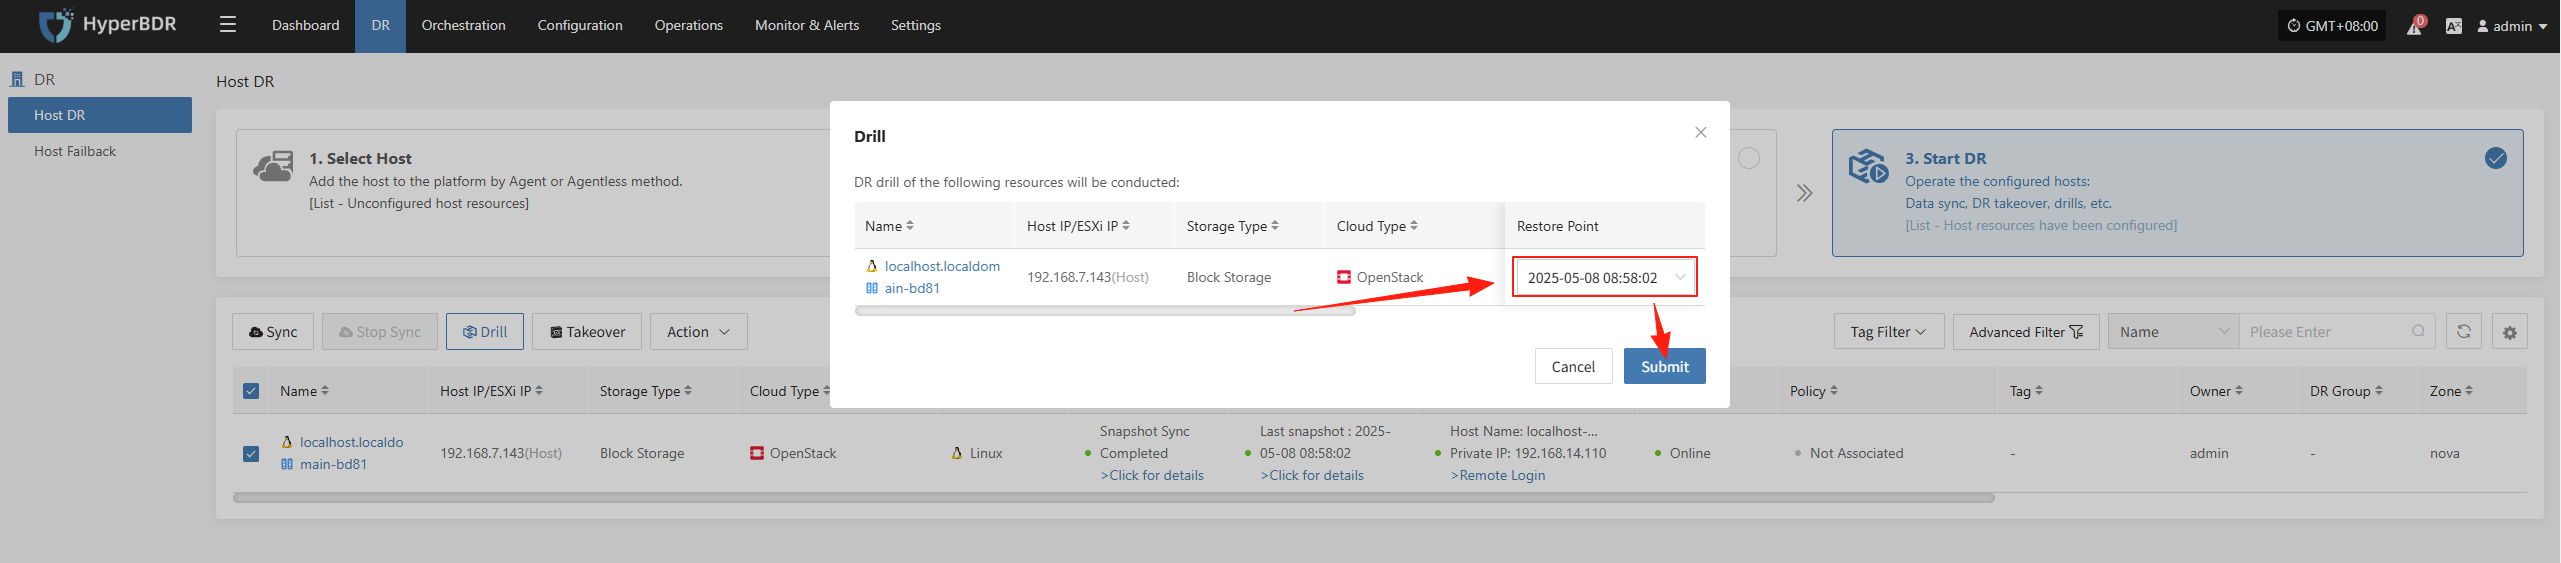 HyperBDR
Dashboard
DR
Orchestration
Configuration
Operations
Monitor & Alerts
Settings
GMT+08:00
0
admin
DR
Host DR
Host Failback
Host DR
1. Select Host
Add the host to the platform by Agent or Agentless method.
[List - Unconfigured host resources]
3. Start DR
Operate the configured hosts:
Data sync, DR takeover, drills, etc.
[List - Host resources have been configured]
Drill
DR drill of the following resources will be conducted:
Name
Host IP/ESXi IP
Storage Type
Cloud Type
Restore Point
localhost.localdom
ain-bd81
192.168.7.143(Host)
Block Storage
OpenStack
2025-05-08 08:58:02
Cancel
Submit
Sync
Stop Sync
Drill
Takeover
Action
Tag Filter
Advanced Filter
Name
Please Enter
Name
Host IP/ESXi IP
Storage Type
Cloud Type
Policy
Tag
Owner
DR Group
Zone
localhost.localdo
main-bd81
192.168.7.143(Host)
Block Storage
OpenStack
Linux
Snapshot Sync
Completed
>Click for details
Last snapshot : 2025-
05-08 08:58:02
>Click for details
Host Name: localhost-...
Private IP: 192.168.14.110
>Remote Login
Online
Not Associated
-
admin
-
nova